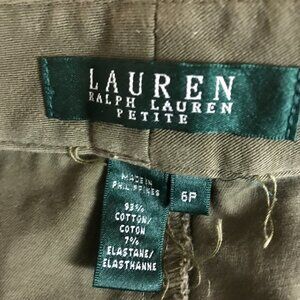 LAUREN
RALPH LAUREN
PETITE
MADE IN
PHILIPPINES
6P
93%
COTTON/
COTON
7%
ELASTANE/
ELASTHANNE